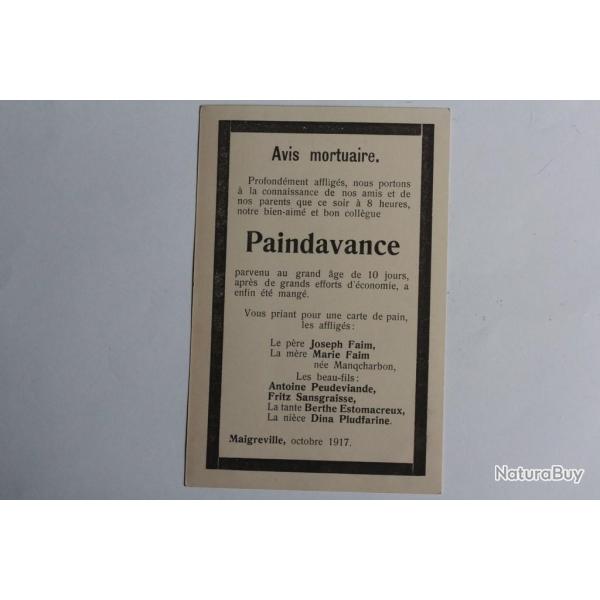 Avis mortuaire.
Profondément affligés, nous portons
à la connaissance de nos amis et de
nos parents que ce soir à 8 heures,
notre bien-aimé et bon collègue
Paindavance
parvenu au grand âge de 10 jours,
après de grands efforts d'économie, a
enfin été mangé.
Vous priant pour une carte de pain,
les affligés:
Le père Joseph Faim,
La mère Marie Faim
née Manqcharbon,
Les beau-fils:
Antoine Peudeviande,
Fritz Sansgraisse,
La tante Berthe Estomacreux,
La nièce Dina Pludfarine.
Maigreville, octobre 1917.
NaturaBuy